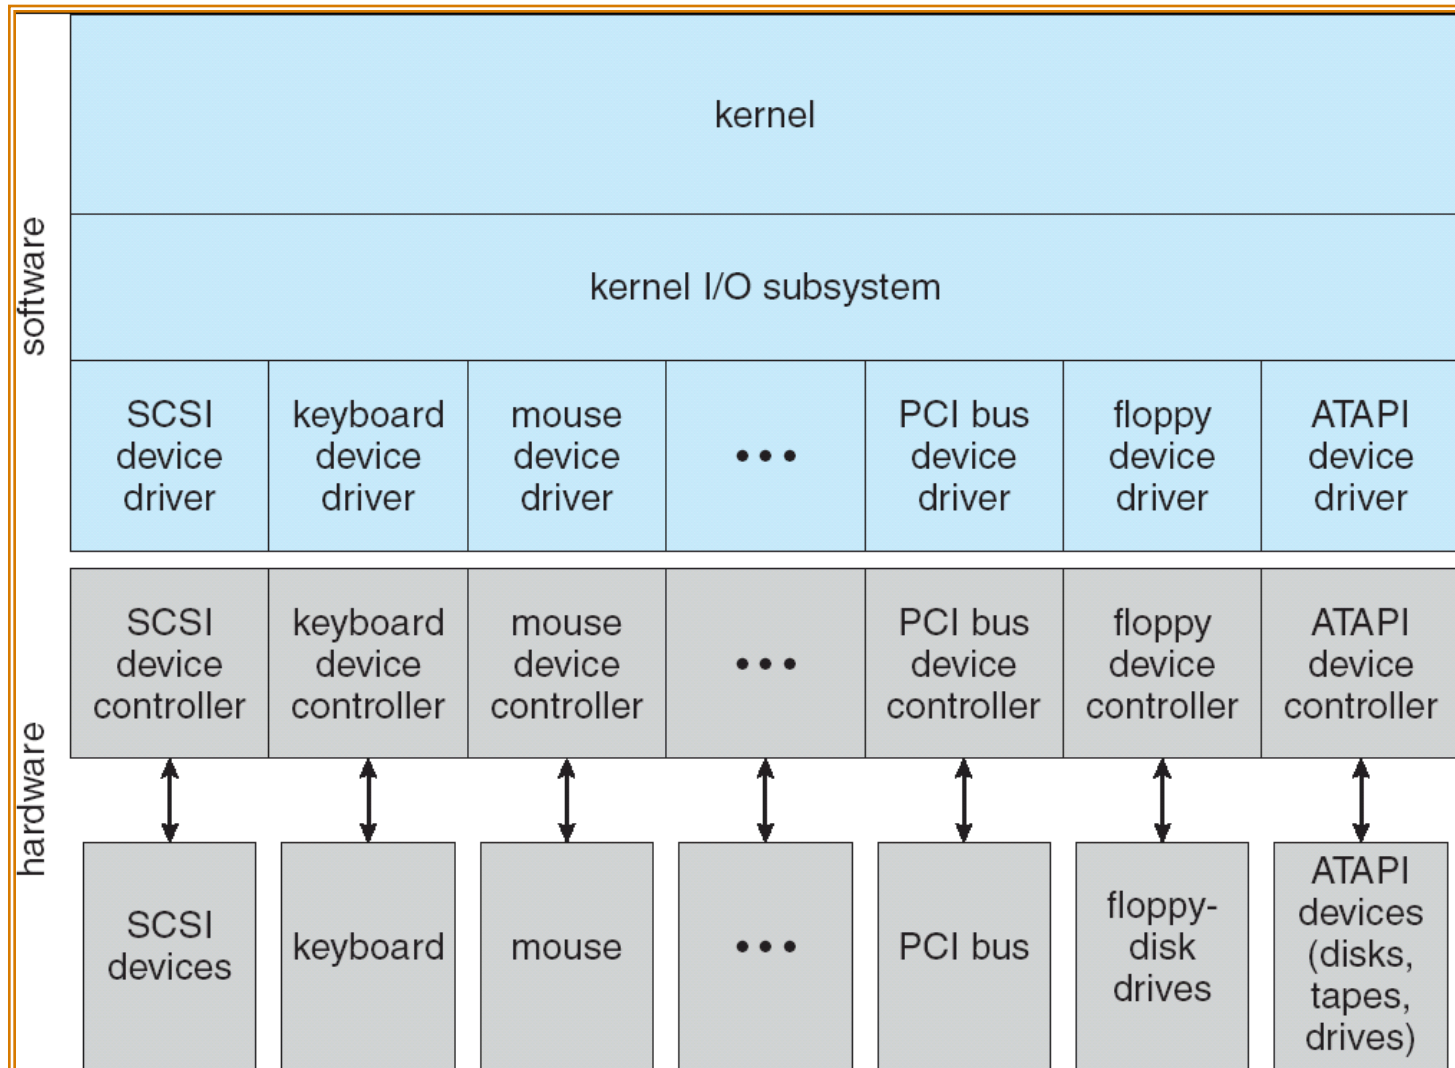 software
kernel
kernel I/O subsystem
SCSI
device
driver
keyboard
device
driver
mouse
device
driver
•••
PCI bus
device
driver
floppy
device
driver
ATAPI
device
driver
hardware
SCSI
device
controller
keyboard
device
controller
mouse
device
controller
•••
PCI bus
device
controller
floppy
device
controller
ATAPI
device
controller
SCSI
devices
keyboard
mouse
•••
PCI bus
floppy-
disk
drives
ATAPI
devices
(disks,
tapes,
drives)